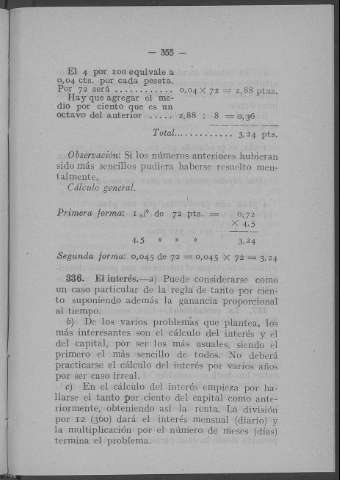 — 355 —
El 4 por 100 equivale a
0,04 cts. por cada peseta.
Por 72 será ............ 0,04 × 72 = 2,88 ptas.
Hay que agregar el me-
dio por ciento que es un
octavo del anterior ..... 2,88 : 8 = 0,36
Total............ 3,24 pts.
Observación: Si los números anteriores hubieran
sido más sencillos pudiera haberse resuelto men-
talmente.
Cálculo general.
Primera forma: 1 % de 72 pts. = 0,72
× 4,5
4,5 » » » 3,24
Segunda forma: 0,045 de 72 = 0,045 × 72 = 3,24
336. El interés.—a) Puede considerarse como
un caso particular de la regla de tanto por cien-
to suponiendo además la ganancia proporcional
al tiempo.
b) De los varios problemas que plantea, los
más interesantes son el cálculo del interés y el
del capital, por ser los más usuales, siendo el
primero el más sencillo de todos. No deberá
practicarse el cálculo del interés por varios años
por ser caso irreal.
c) En el cálculo del interés empieza por ha-
llarse el tanto por ciento del capital como ante-
riormente, obteniendo así la renta. La división
por 12 (360) dará el interés mensual (diario) y
la multiplicación por el número de meses (días)
termina el problema.